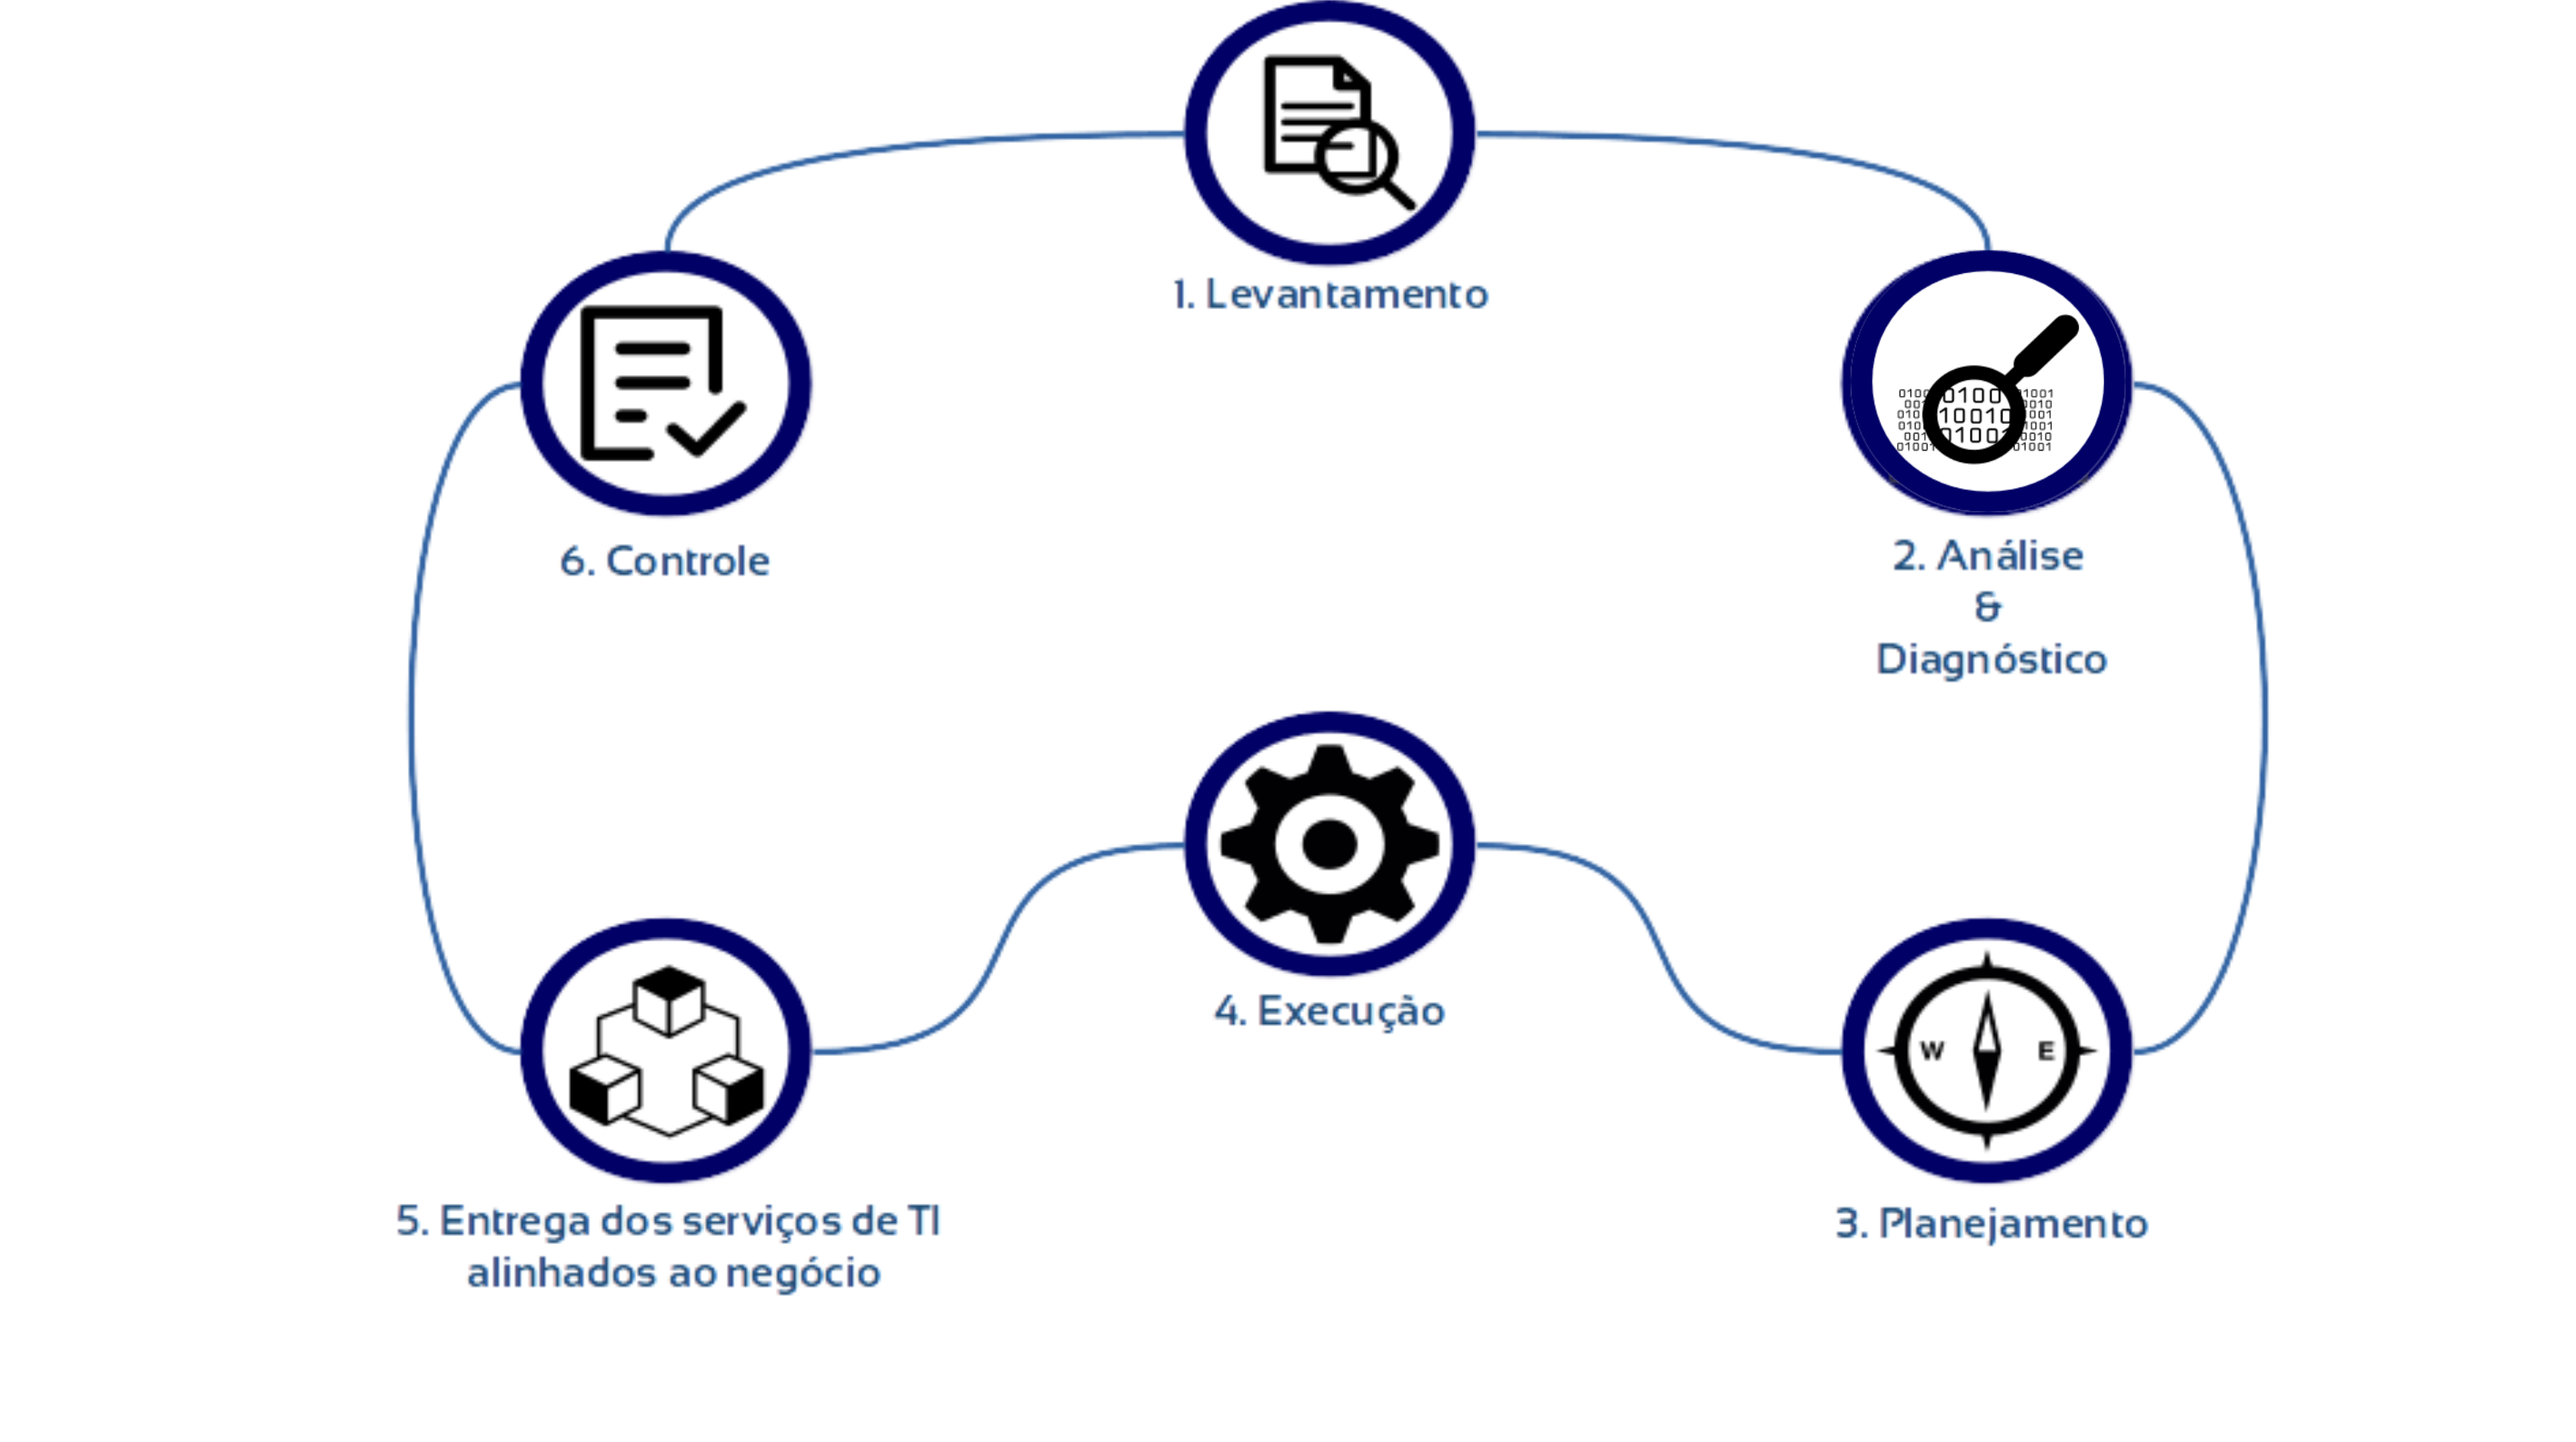 1. Levantamento
2. Análise
&
Diagnóstico
W E
3. Planejamento
4. Execução
5. Entrega dos serviços de TI
alinhados ao negócio
6. Controle